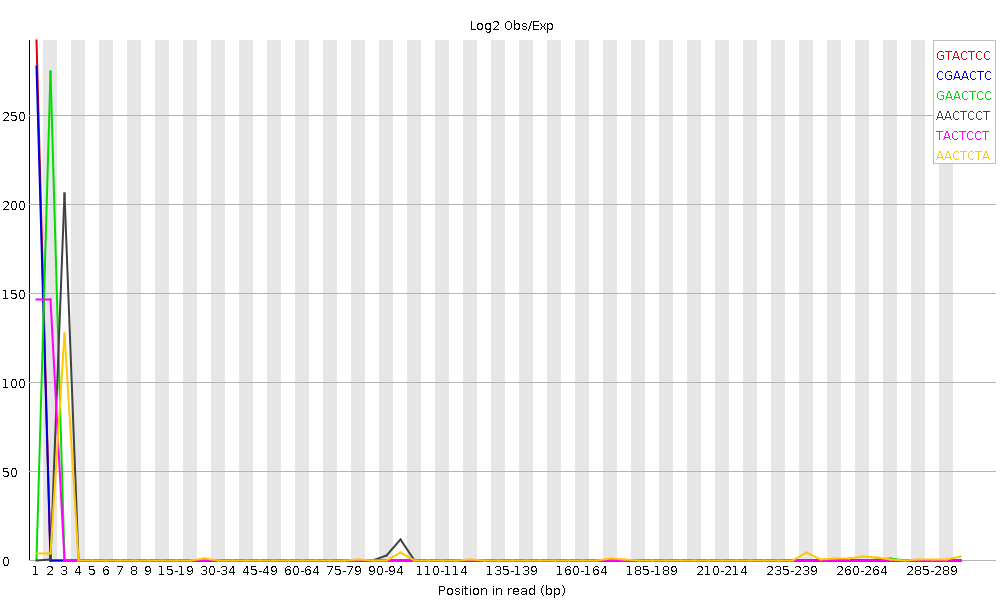 Log2 Obs/Exp
GTACTCC
CGAACTC
GAACTCC
AACTCCT
TACTCCT
AACTCTA
250
200
150
100
50
0
1 2 3 4 5 6 7 8 9 15-19 30-34 45-49 60-64 75-79 90-94 110-114 135-139 160-164 185-189 210-214 235-239 260-264 285-289
Position in read (bp)